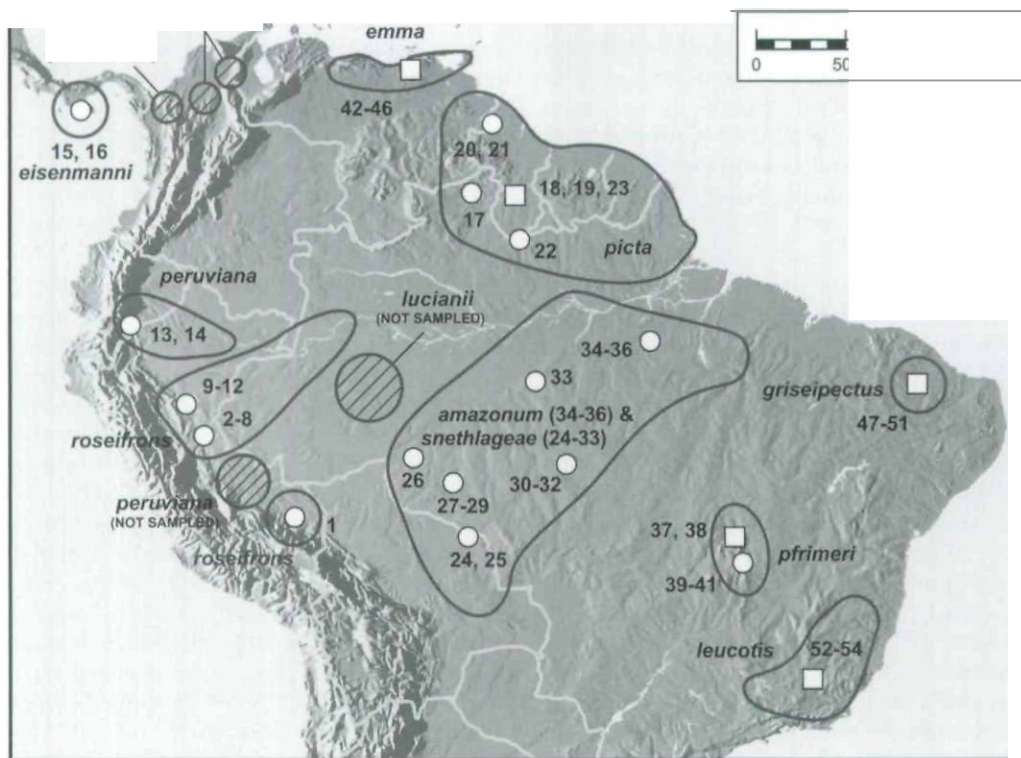 emma
0
50
42-46
15, 16
eisenmanni
20, 21
18, 19, 23
17
22
picta
peruviana
lucianii
(NOT SAMPLED)
13, 14
34-36
33
9-12
2-8
griseipectus
47-51
amazonum (34-36) &
snethlageae (24-33)
roseifrons
26
30-32
27-29
peruviana
(NOT SAMPLED)
1
37, 38
24, 25
pfrimeri
roseifrons
39-41
leucotis
52-54